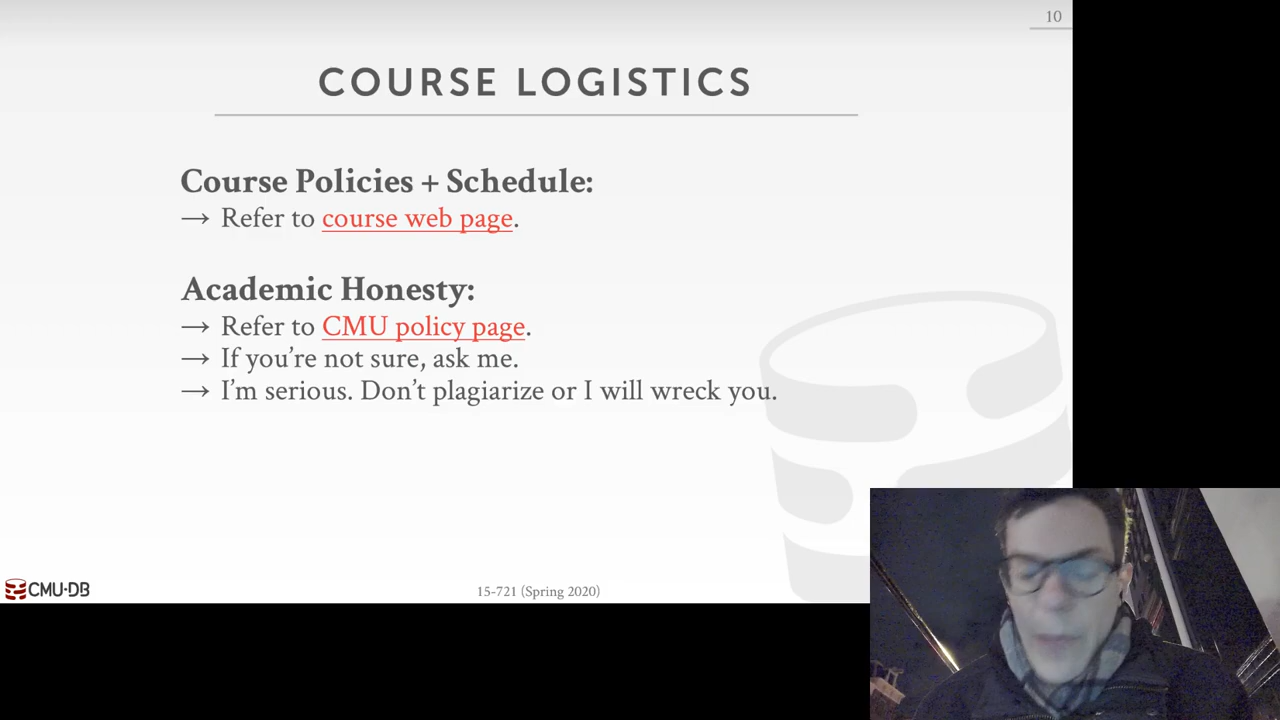 10
COURSE LOGISTICS
Course Policies + Schedule:
→ Refer to course web page.
Academic Honesty:
→ Refer to CMU policy page.
→ If you’re not sure, ask me.
→ I’m serious. Don’t plagiarize or I will wreck you.
CMU·DB
15-721 (Spring 2020)